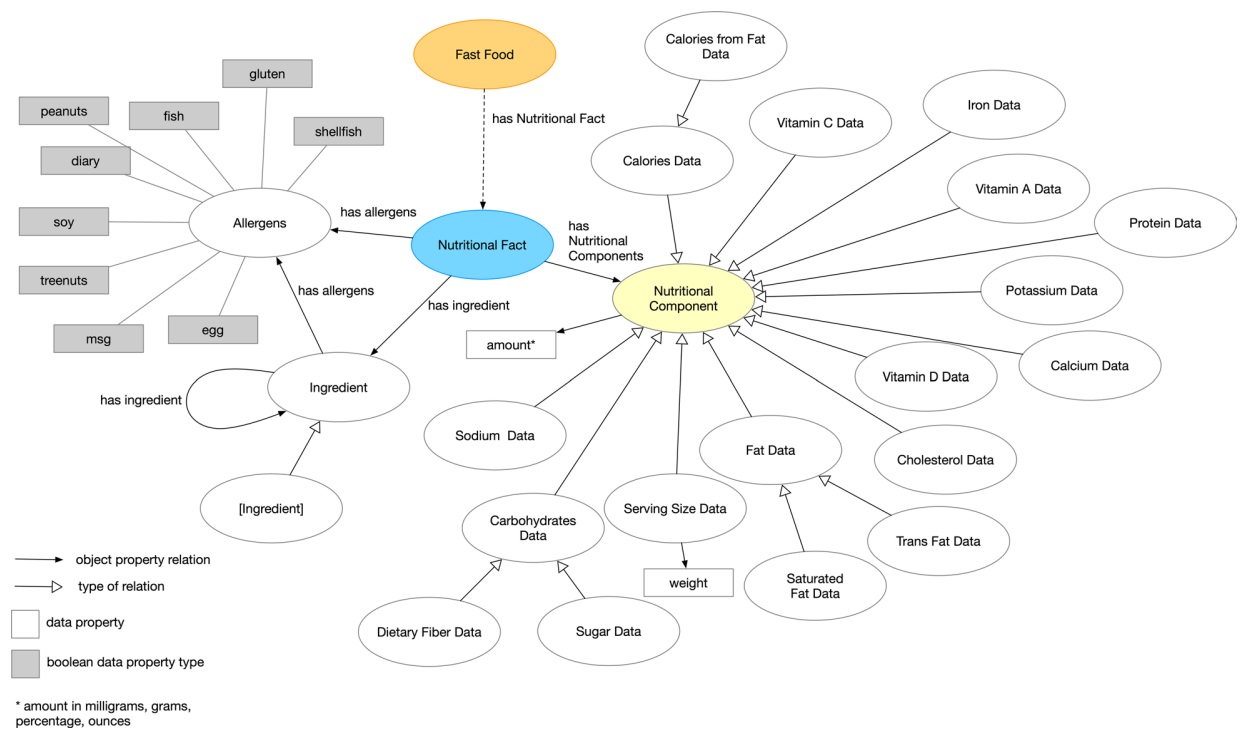 Fast Food
Calories from Fat
Data
gluten
peanuts
fish
shellfish
diary
has Nutritional Fact
Calories Data
Vitamin C Data
Iron Data
Vitamin A Data
Protein Data
soy
Allergens
has allergens
Nutritional Fact
has
Nutritional
Components
treenuts
has allergens
has ingredient
Nutritional
Component
Potassium Data
msg
egg
amount*
Calcium Data
Vitamin D Data
Ingredient
has ingredient
Sodium  Data
Fat Data
Cholesterol Data
[Ingredient]
Carbohydrates
Data
Serving Size Data
Trans Fat Data
object property relation
type of relation
weight
Saturated
Fat Data
data property
Dietary Fiber Data
Sugar Data
boolean data property type
* amount in milligrams, grams,
percentage, ounces